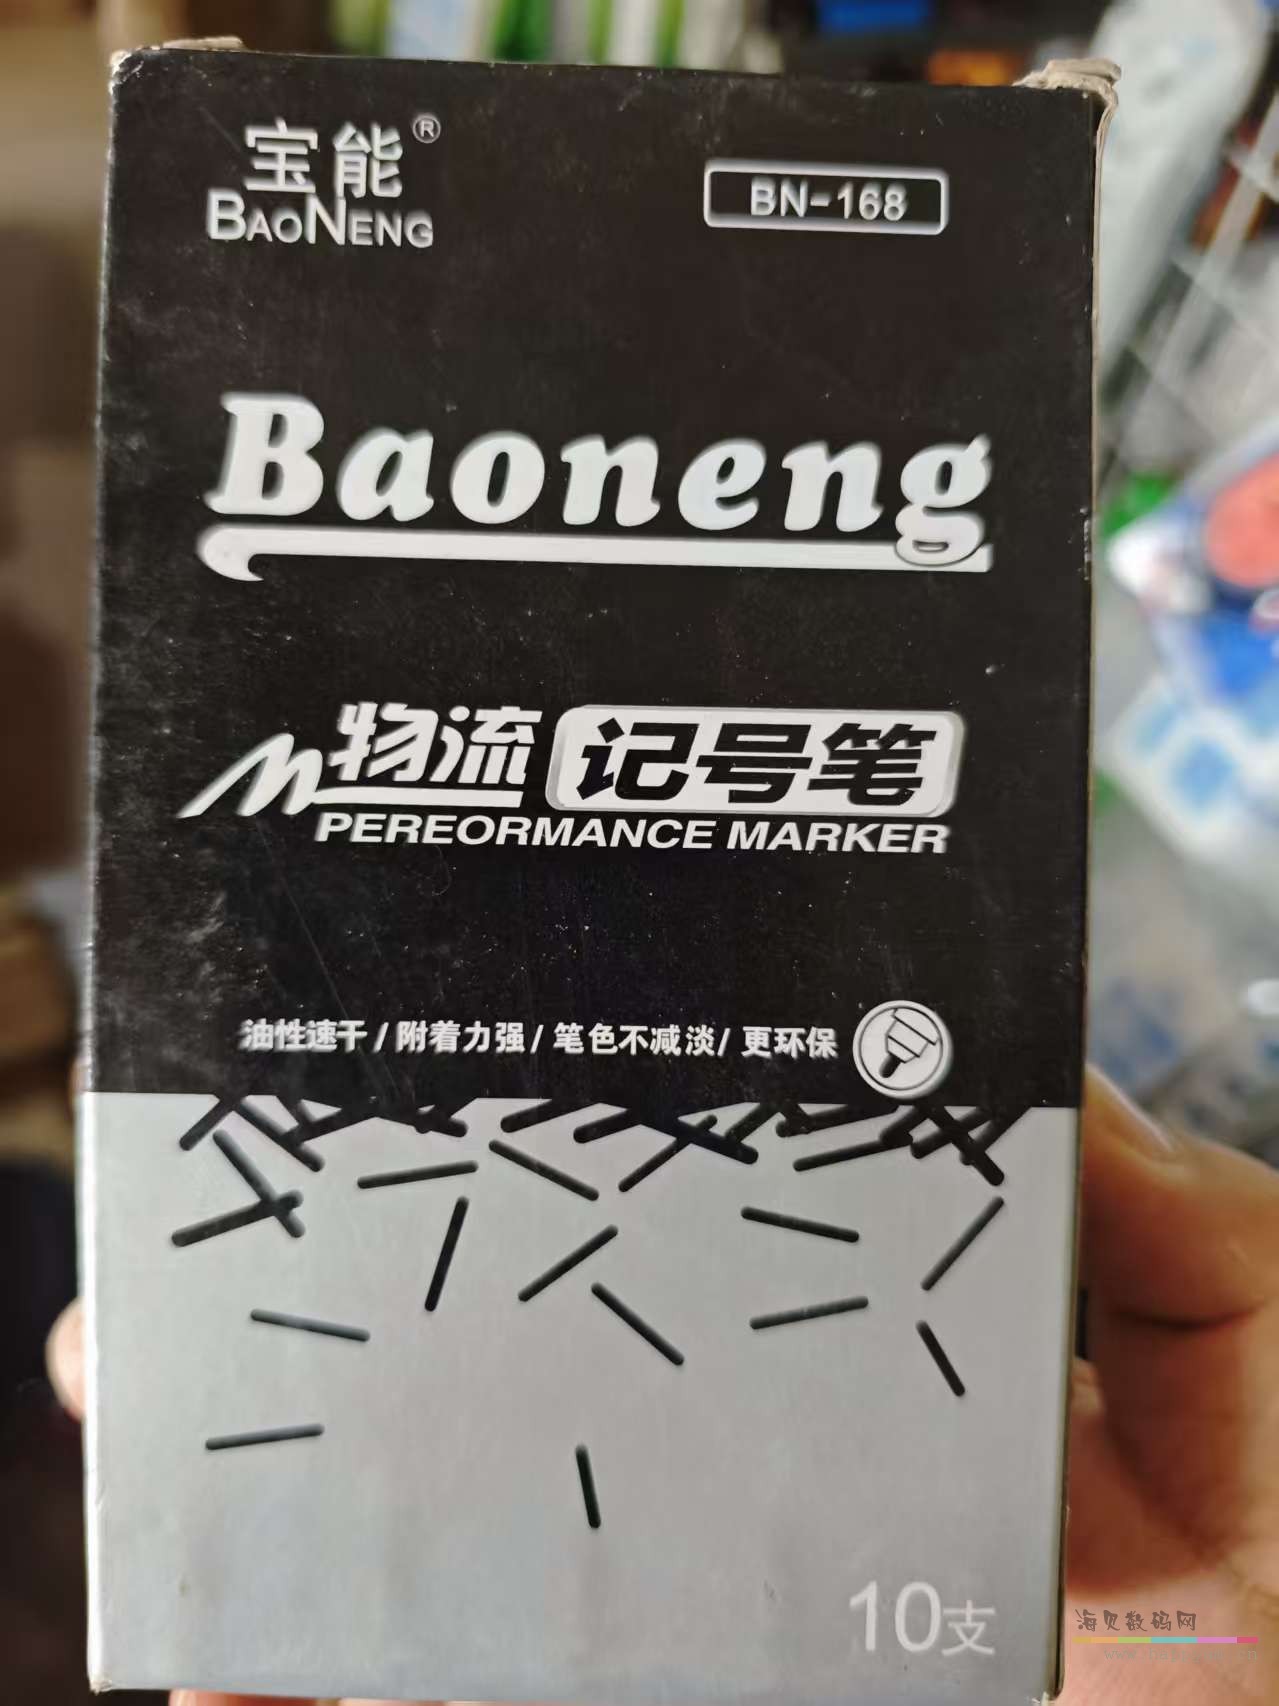 宝能®
BAONENG
BN-168
Baoneng
物流记号笔
PEREORMANCE MARKER
油性速干/附着力强/笔色不减淡/更环保
10支
海贝数码网